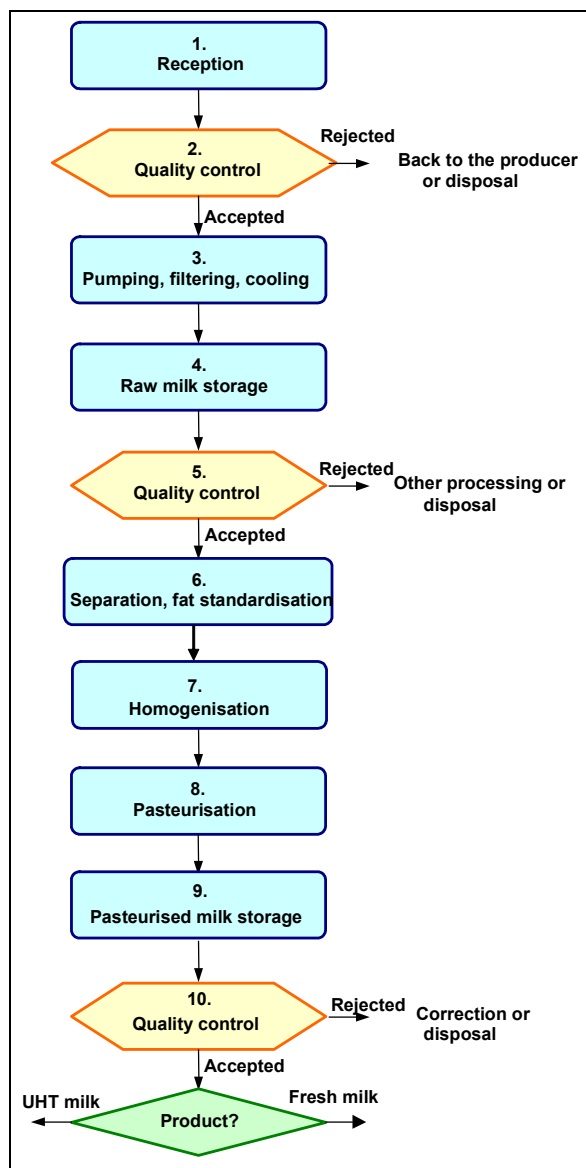 1.
Reception
2.
Quality control
Rejected
Back to the producer
or disposal
Accepted
3.
Pumping, filtering, cooling
4.
Raw milk storage
5.
Quality control
Rejected
Other processing or
disposal
Accepted
6.
Separation, fat standardisation
7.
Homogenisation
8.
Pasteurisation
9.
Pasteurised milk storage
10.
Quality control
Rejected
Correction or
disposal
Accepted
UHT milk
Product?
Fresh milk